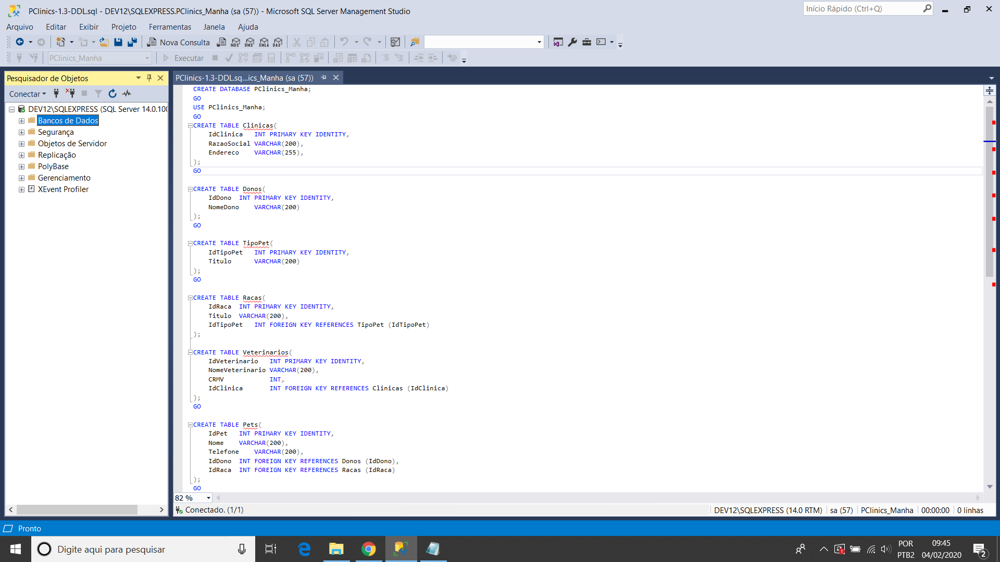 PClinics-1.3-DDL.sql - DEV12\SQLEXPRESS.PClinics_Manha (sa (57)) - Microsoft SQL Server Management Studio
Início Rápido (Ctrl+Q)
Arquivo Editar Exibir Projeto Ferramentas Janela Ajuda
Nova Consulta MDX DMX XMLA DAX
PClinics_Manha Executar
Pesquisador de Objetos
PClinics-1.3-DDL.sq...ics_Manha (sa (57))
Conectar
DEV12\SQLEXPRESS (SQL Server 14.0.100
Bancos de Dados
Segurança
Objetos de Servidor
Replicação
PolyBase
Gerenciamento
XEvent Profiler
CREATE DATABASE PClinics_Manha;
GO
USE PClinics_Manha;
GO
CREATE TABLE Clinicas(
IdClinica INT PRIMARY KEY IDENTITY,
RazaoSocial VARCHAR(200),
Endereco VARCHAR(255),
);
GO
CREATE TABLE Donos(
IdDono INT PRIMARY KEY IDENTITY,
NomeDono VARCHAR(200)
);
GO
CREATE TABLE TipoPet(
IdTipoPet INT PRIMARY KEY IDENTITY,
Titulo VARCHAR(200)
);
GO
CREATE TABLE Racas(
IdRaca INT PRIMARY KEY IDENTITY,
Titulo VARCHAR(200),
IdTipoPet INT FOREIGN KEY REFERENCES TipoPet (IdTipoPet)
);
CREATE TABLE Veterinarios(
IdVeterinario INT PRIMARY KEY IDENTITY,
NomeVeterinario VARCHAR(200),
CRMV INT,
IdClinica INT FOREIGN KEY REFERENCES Clinicas (IdClinica)
);
GO
CREATE TABLE Pets(
IdPet INT PRIMARY KEY IDENTITY,
Nome VARCHAR(200),
Telefone VARCHAR(200),
IdDono INT FOREIGN KEY REFERENCES Donos (IdDono),
IdRaca INT FOREIGN KEY REFERENCES Racas (IdRaca)
);
GO
82 %
Conectado. (1/1)
DEV12\SQLEXPRESS (14.0 RTM) sa (57) PClinics_Manha 00:00:00 0 linhas
Pronto
Digite aqui para pesquisar
POR
PTB2
09:45
04/02/2020
2